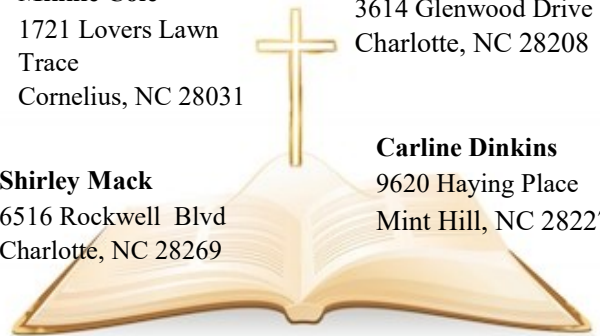 1721 Lovers Lawn
Trace
Cornelius, NC 28031
3614 Glenwood Drive
Charlotte, NC 28208
Shirley Mack
6516 Rockwell Blvd
Charlotte, NC 28269
Carline Dinkins
9620 Haying Place
Mint Hill, NC